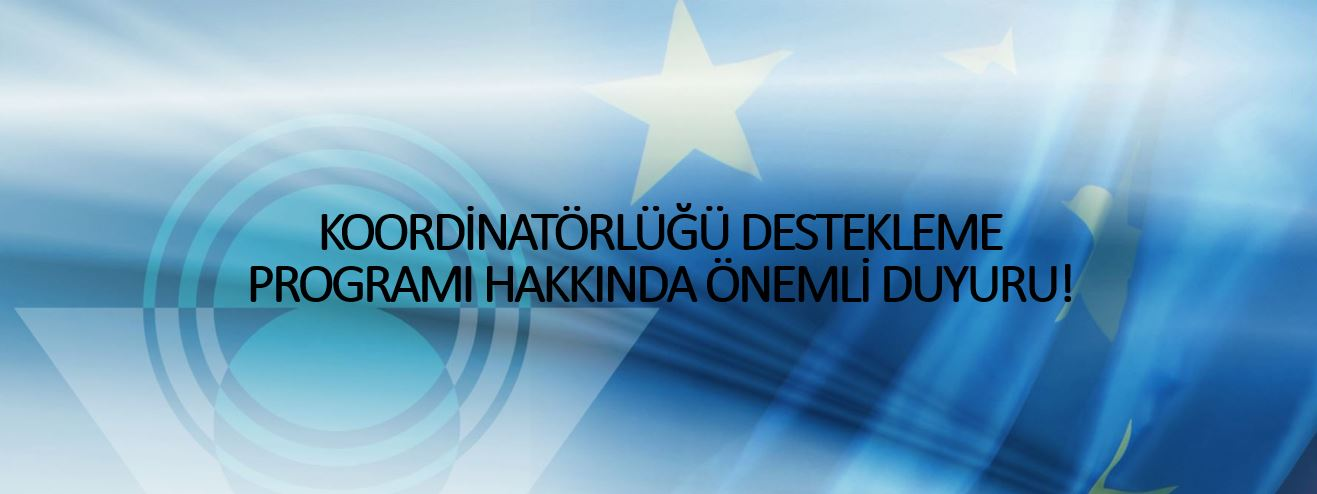 KOORDİNATÖRLÜĞÜ DESTEKLEME
PROGRAMI HAKKINDA ÖNEMLİ DUYURU!